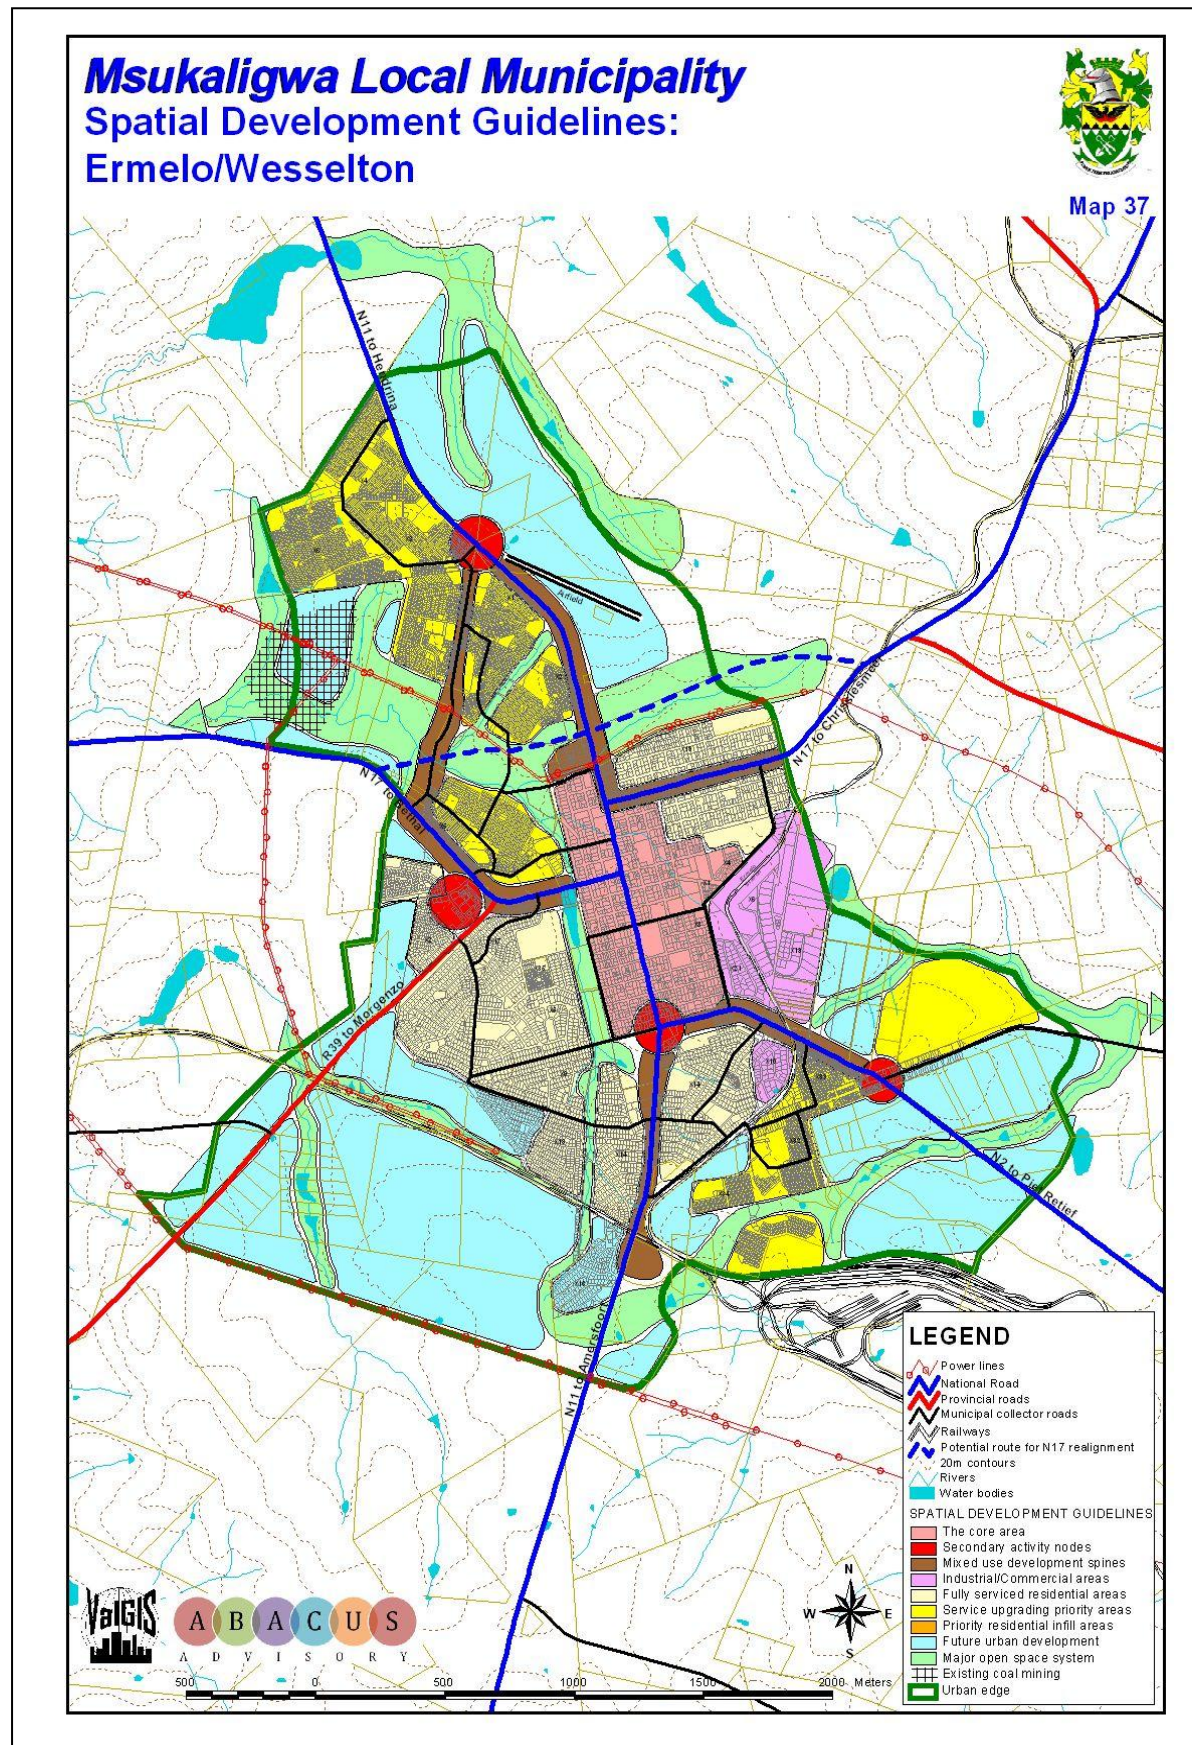 Msukaligwa Local Municipality
Spatial Development Guidelines:
Ermelo/Wesselton
Map 37
N11 to Hendrina
Airfield
N17 to Chrissiesmeer
N17 to Bethal
R39 to Morgenzo
N2 to Piet Retief
N11 to Amersfoort
LEGEND
Power lines
National Road
Provincial roads
Municipal collector roads
Railways
Potential route for N17 realignment
20m contours
Rivers
Water bodies
SPATIAL DEVELOPMENT GUIDELINES
The core area
Secondary activity nodes
Mixed use development spines
Industrial/Commercial areas
Fully serviced residential areas
Service upgrading priority areas
Priority residential infill areas
Future urban development
Major open space system
Existing coal mining
Urban edge
N
W E
S
ValGIS
ABACUS
ADVISORY
500 0 500 1000 1500 2000 Meters